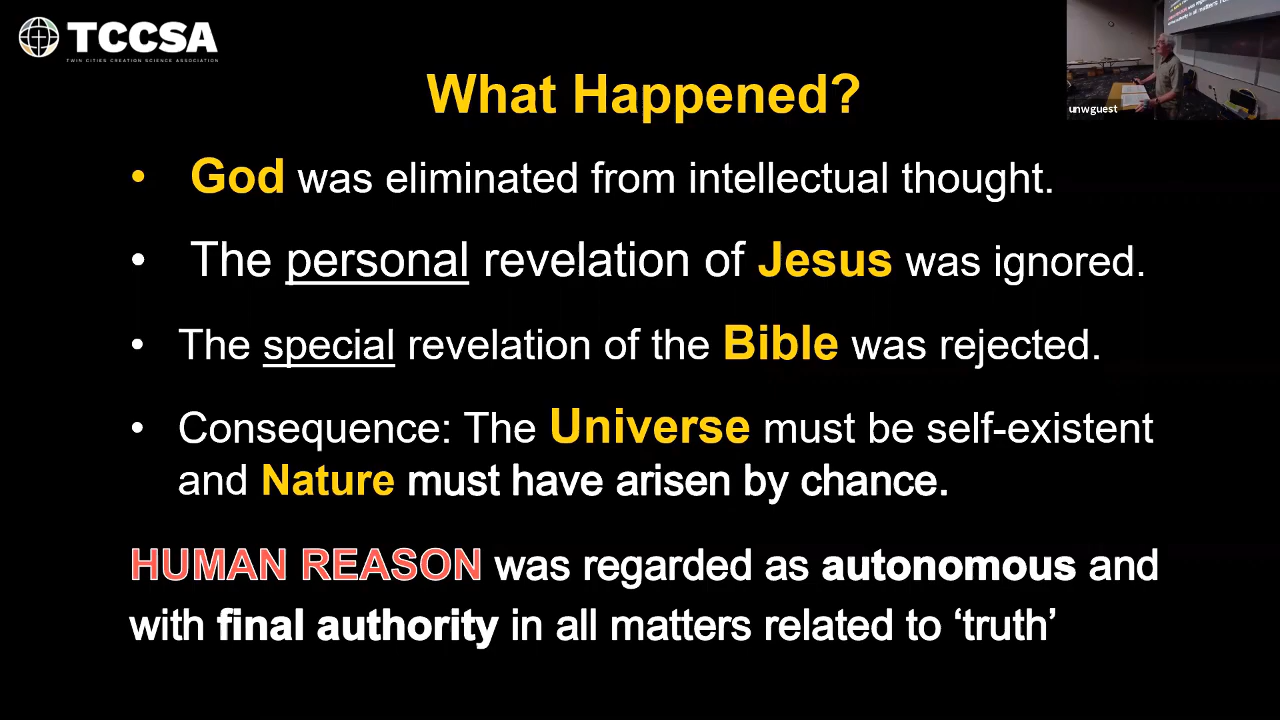 TCCSA
TWIN CITIES CREATION SCIENCE ASSOCIATION
What Happened?
unwguest
• God was eliminated from intellectual thought.
• The personal revelation of Jesus was ignored.
• The special revelation of the Bible was rejected.
• Consequence: The Universe must be self-existent
and Nature must have arisen by chance.
HUMAN REASON was regarded as autonomous and
with final authority in all matters related to ‘truth’